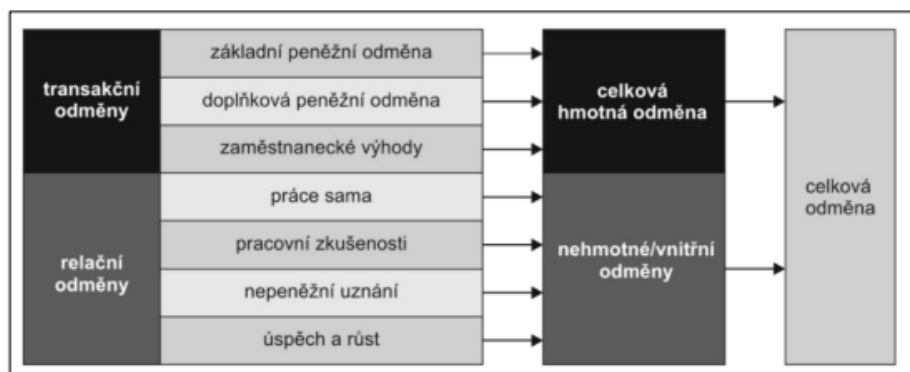 transakční
odměny
základní peněžní odměna
doplňková peněžní odměna
zaměstnanecké výhody
celková
hmotná odměna
relační
odměny
práce sama
pracovní zkušenosti
nepeněžní uznání
úspěch a růst
nehmotné/vnitřní
odměny
celková
odměna